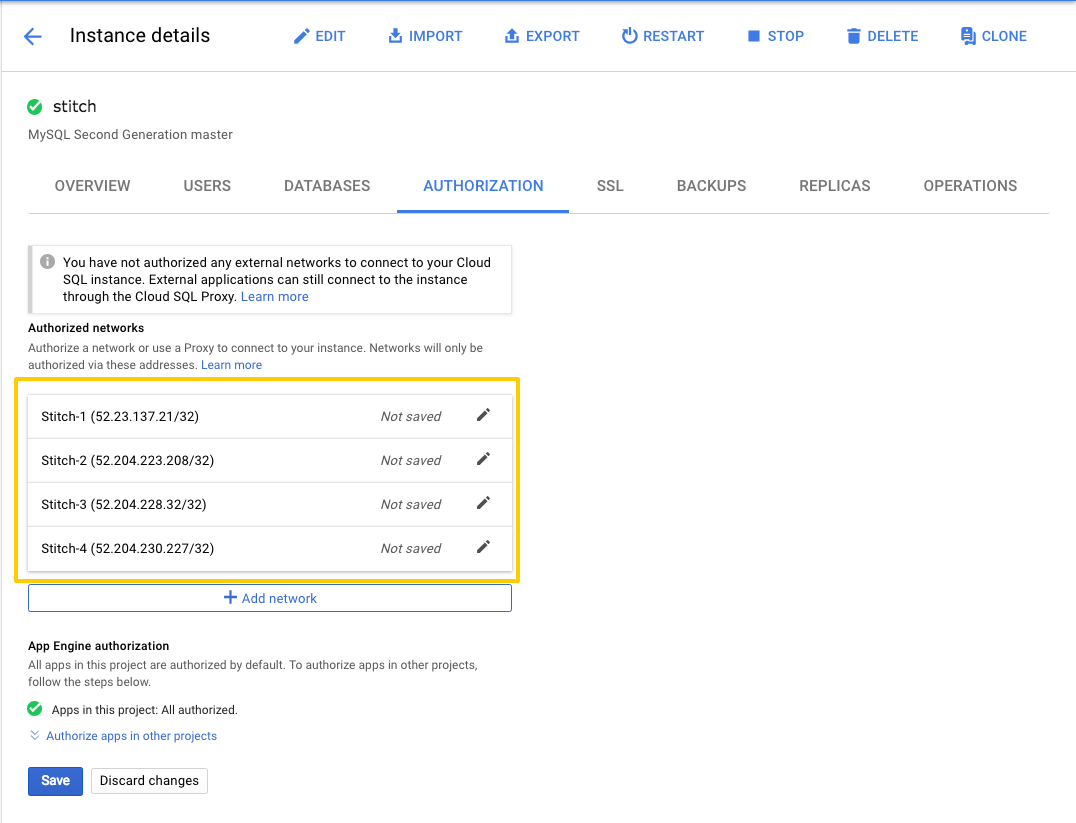 Instance details
EDIT
IMPORT
EXPORT
RESTART
STOP
DELETE
CLONE
stitch
MySQL Second Generation master
OVERVIEW
USERS
DATABASES
AUTHORIZATION
SSL
BACKUPS
REPLICAS
OPERATIONS
You have not authorized any external networks to connect to your Cloud
SQL instance. External applications can still connect to the instance
through the Cloud SQL Proxy. Learn more
Authorized networks
Authorize a network or use a Proxy to connect to your instance. Networks will only be
authorized via these addresses. Learn more
Stitch-1 (52.23.137.21/32) Not saved
Stitch-2 (52.204.223.208/32) Not saved
Stitch-3 (52.204.228.32/32) Not saved
Stitch-4 (52.204.230.227/32) Not saved
+ Add network
App Engine authorization
All apps in this project are authorized by default. To authorize apps in other projects,
follow the steps below.
Apps in this project: All authorized.
Authorize apps in other projects
Save
Discard changes